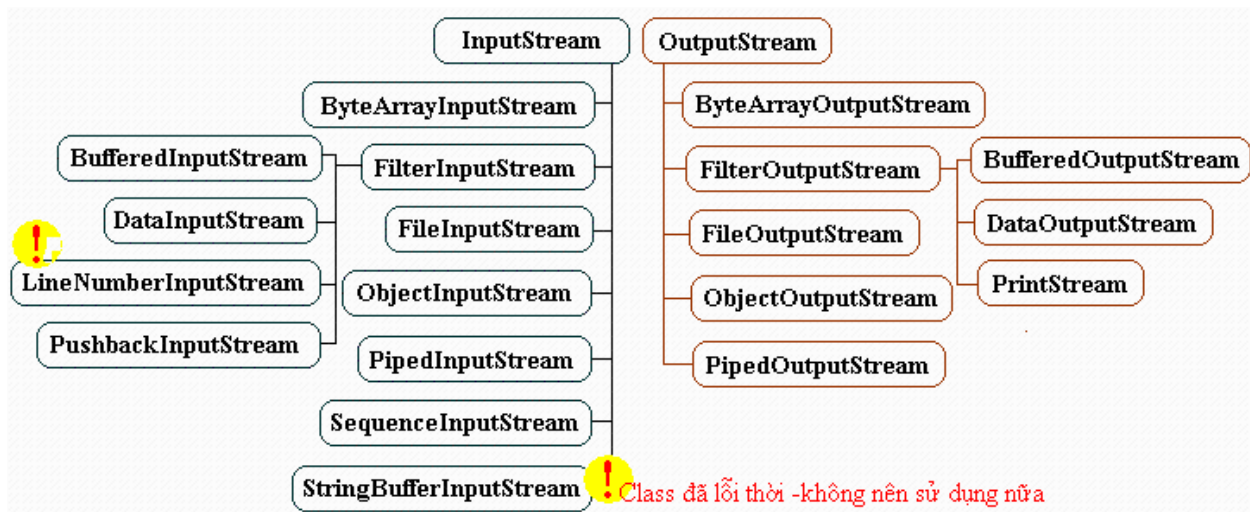 InputStream
OutputStream
ByteArrayInputStream
ByteArrayOutputStream
BufferedInputStream
FilterInputStream
FilterOutputStream
BufferedOutputStream
DataInputStream
FileInputStream
FileOutputStream
DataOutputStream
!
LineNumberInputStream
ObjectInputStream
ObjectOutputStream
PrintStream
PushbackInputStream
PipedInputStream
PipedOutputStream
SequenceInputStream
StringBufferInputStream
!
Class đã lỗi thời -không nên sử dụng nữa